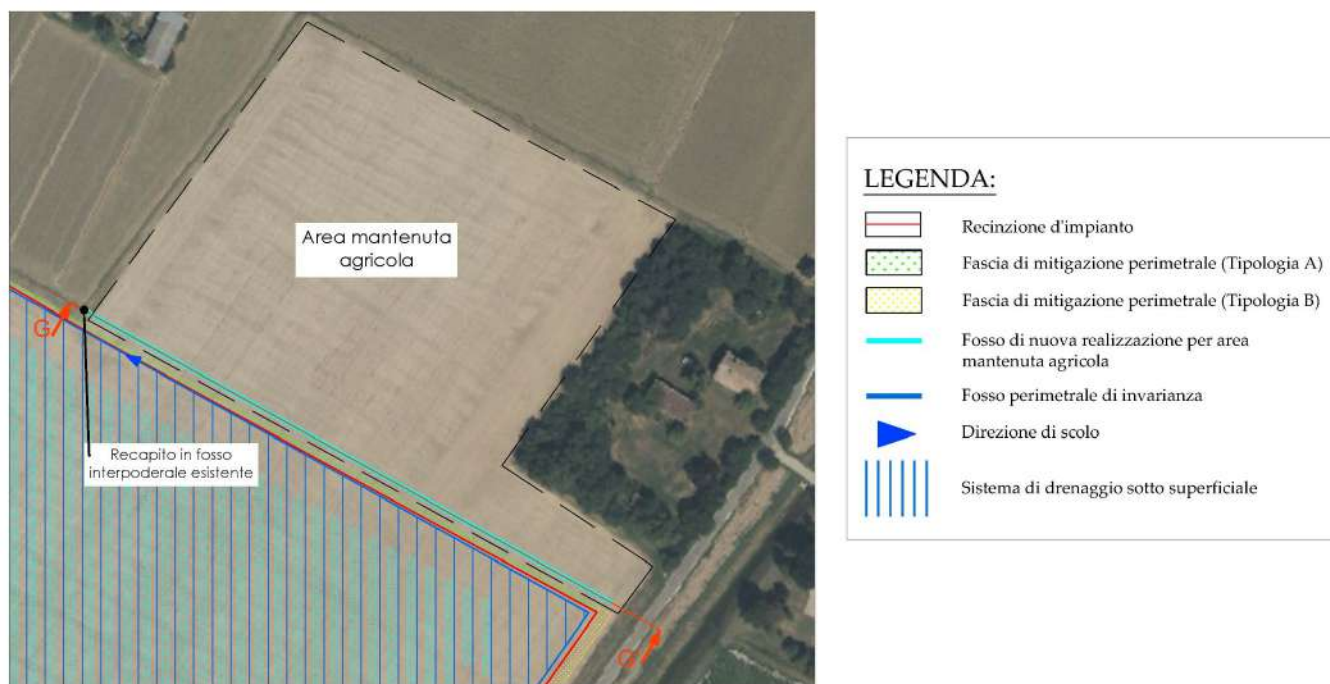 Area mantenuta
agricola
G
Recapito in fosso
interpoderale esistente
G
LEGENDA:
Recinzione d'impianto
Fascia di mitigazione perimetrale (Tipologia A)
Fascia di mitigazione perimetrale (Tipologia B)
Fosso di nuova realizzazione per area
mantenuta agricola
Fosso perimetrale di invarianza
Direzione di scolo
Sistema di drenaggio sotto superficiale